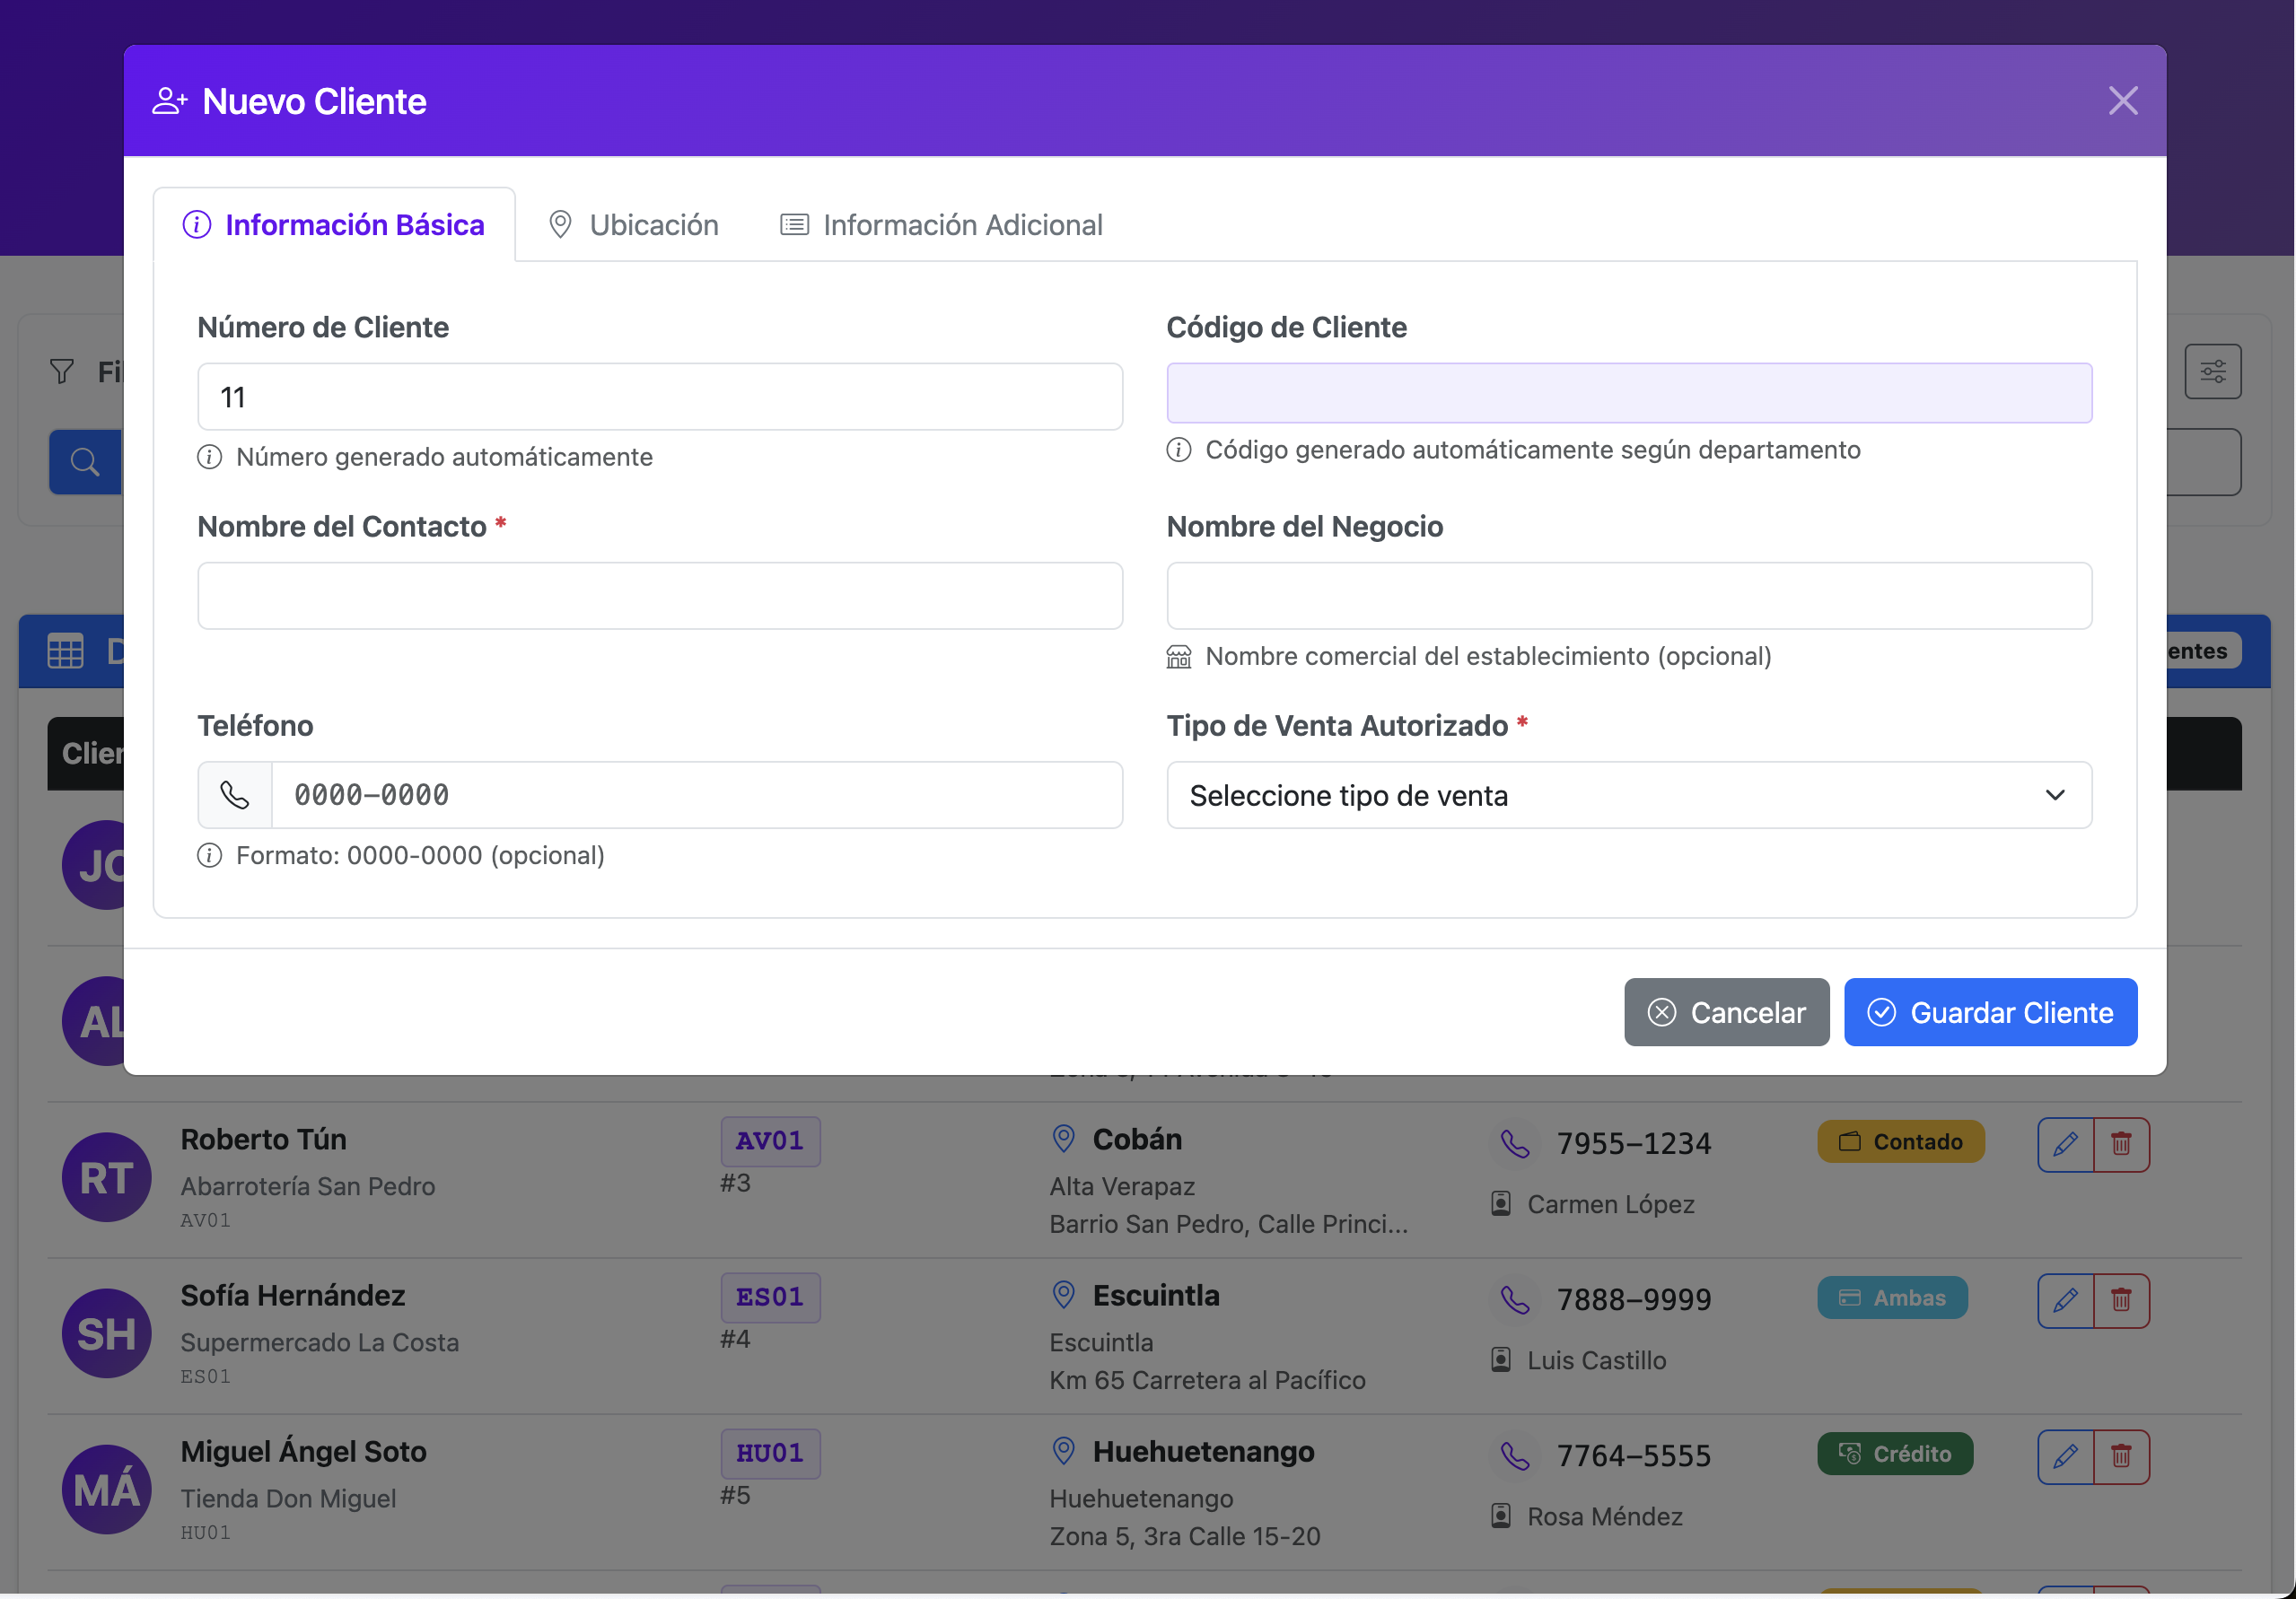 Nuevo Cliente
Información Básica
Ubicación
Información Adicional
Número de Cliente
Código de Cliente
11
Número generado automáticamente
Código generado automáticamente según departamento
Nombre del Contacto *
Nombre del Negocio
Nombre comercial del establecimiento (opcional)
Teléfono
Tipo de Venta Autorizado *
0000-0000
Seleccione tipo de venta
Formato: 0000-0000 (opcional)
Cancelar
Guardar Cliente
Roberto Tún
AV01
Cobán
7955-1234
Contado
RT
Abarrotería San Pedro
#3
Alta Verapaz
Carmen López
AV01
Barrio San Pedro, Calle Princi...
Sofía Hernández
ES01
Escuintla
7888-9999
Ambas
SH
Supermercado La Costa
#4
Escuintla
Luis Castillo
ES01
Km 65 Carretera al Pacífico
Miguel Ángel Soto
HU01
Huehuetenango
7764-5555
Crédito
MÁ
Tienda Don Miguel
#5
Huehuetenango
Rosa Méndez
HU01
Zona 5, 3ra Calle 15-20